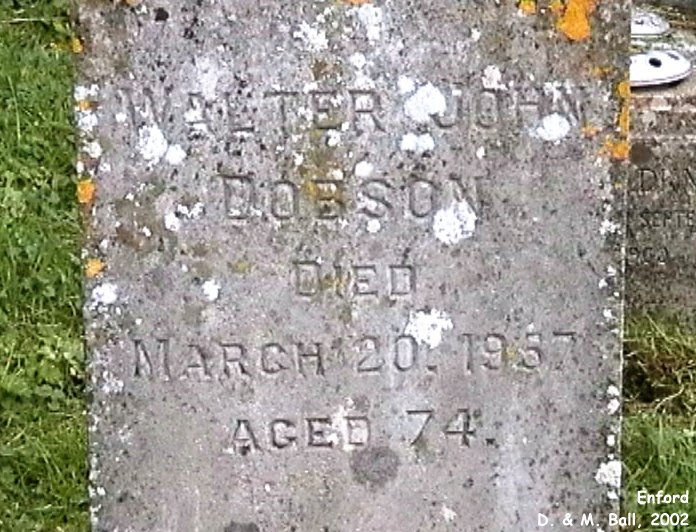 WALTER JOHN
DOBSON
DIED
MARCH 20. 1957
AGED 74.
Enford
D. & M. Ball, 2002